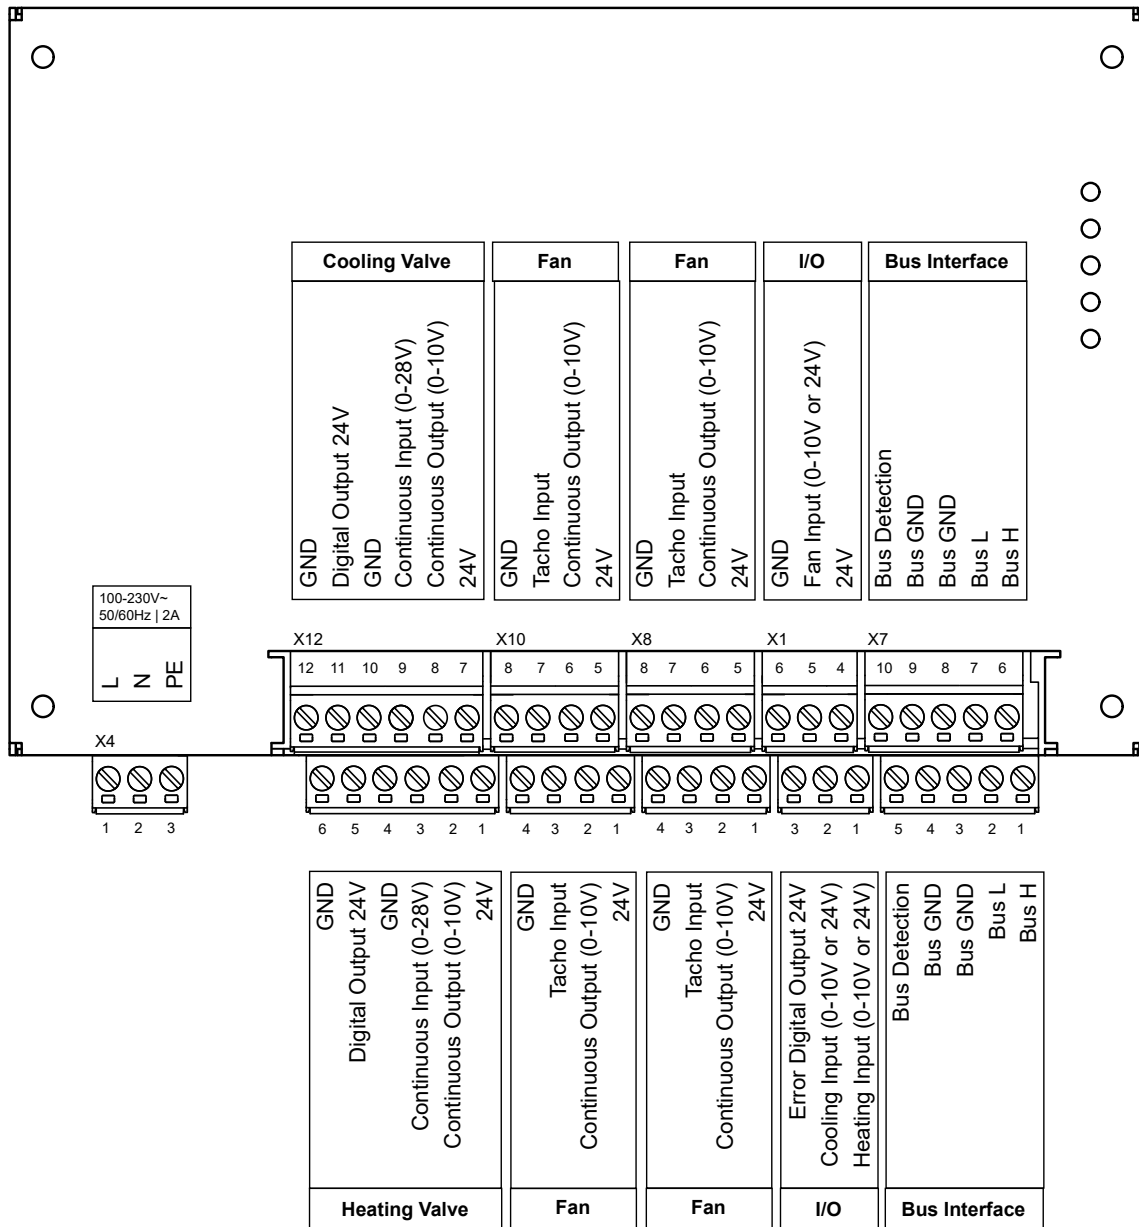 Cooling Valve
Fan
Fan
I/O
Bus Interface
GND
Digital Output 24V
GND
Continuous Input (0-28V)
Continuous Output (0-10V)
24V
GND
Tacho Input
Continuous Output (0-10V)
24V
GND
Tacho Input
Continuous Output (0-10V)
24V
GND
Fan Input (0-10V or 24V)
24V
Bus Detection
Bus GND
Bus GND
Bus L
Bus H
100-230V~
50/60Hz | 2A
L
N
PE
X4
1 2 3
X12
X10
X8
X1
X7
12 11 10 9 8 7
8 7 6 5
8 7 6 5
6 5 4
10 9 8 7 6
6 5 4 3 2 1
4 3 2 1
4 3 2 1
3 2 1
5 4 3 2 1
GND
Digital Output 24V
GND
Continuous Input (0-28V)
Continuous Output (0-10V)
24V
GND
Tacho Input
Continuous Output (0-10V)
24V
GND
Tacho Input
Continuous Output (0-10V)
24V
Error Digital Output 24V
Cooling Input (0-10V or 24V)
Heating Input (0-10V or 24V)
Bus Detection
Bus GND
Bus GND
Bus L
Bus H
Heating Valve
Fan
Fan
I/O
Bus Interface